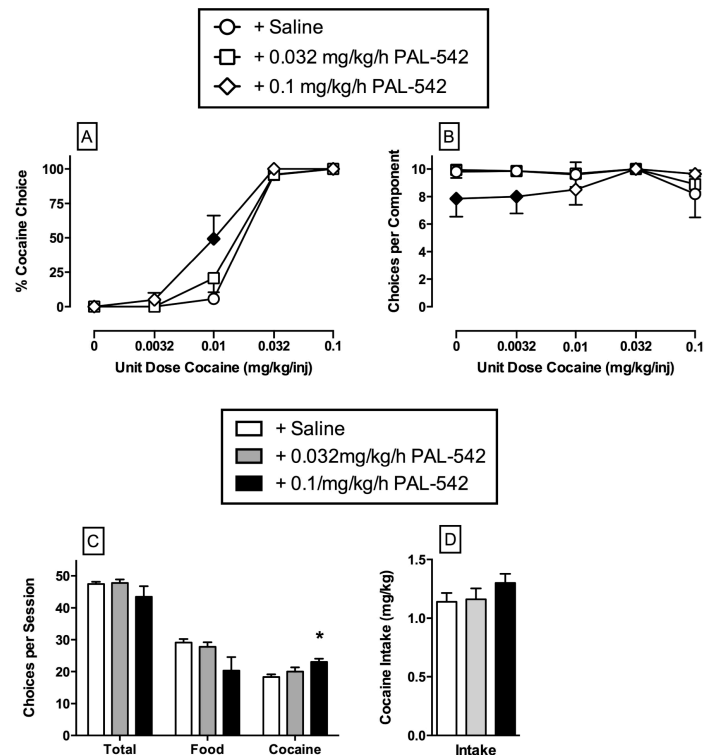 + Saline
+ 0.032 mg/kg/h PAL-542
+ 0.1 mg/kg/h PAL-542
A
% Cocaine Choice
100
75
50
25
0
0 0.0032 0.01 0.032 0.1
Unit Dose Cocaine (mg/kg/inj)
B
Choices per Component
10
8
6
4
2
0
0 0.0032 0.01 0.032 0.1
Unit Dose Cocaine (mg/kg/inj)
+ Saline
+ 0.032mg/kg/h PAL-542
+ 0.1/mg/kg/h PAL-542
C
Choices per Session
50
40
30
20
10
0
*
Total Food Cocaine
D
Cocaine Intake (mg/kg)
1.5
1.0
0.5
0.0
Intake